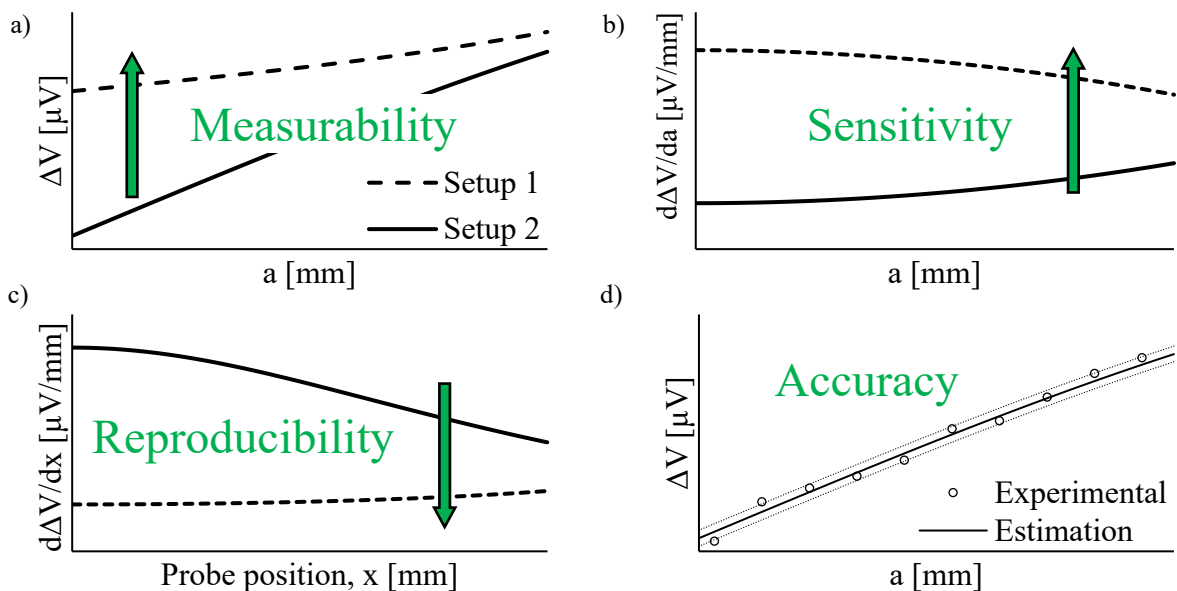 a)
ΔV [μV]
Measurability
Setup 1
Setup 2
a [mm]
b)
dΔV/da [μV/mm]
Sensitivity
a [mm]
c)
dΔV/dx [μV/mm]
Reproducibility
Probe position, x [mm]
d)
ΔV [μV]
Accuracy
Experimental
Estimation
a [mm]